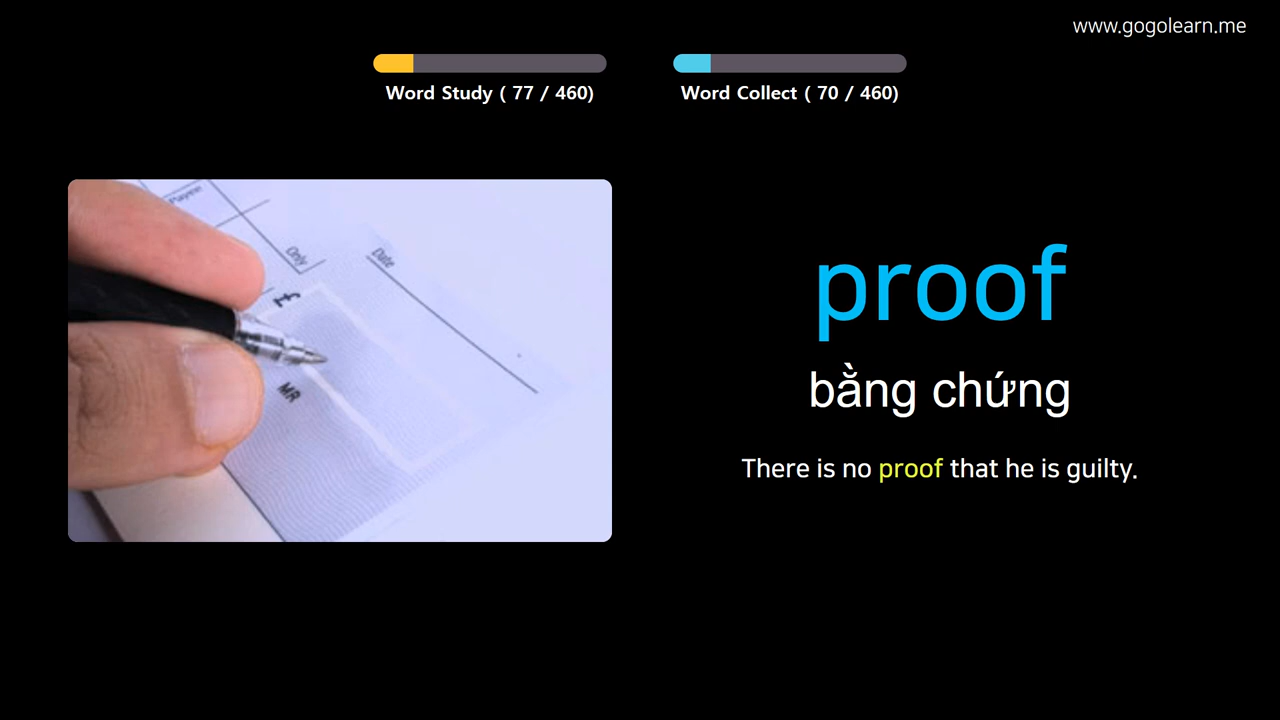 www.gogolearn.me
Word Study ( 77 / 460)
Word Collect ( 70 / 460)
Only
Date
£
MR
proof
bằng chứng
There is no proof that he is guilty.